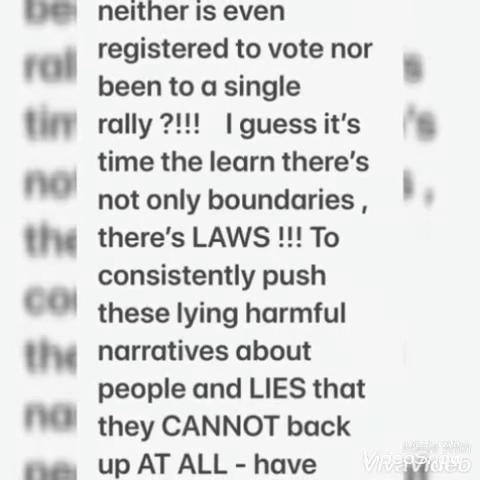 neither is even
registered to vote nor
been to a single
rally ?!!! I guess it's
time the learn there's
not only boundaries ,
there's LAWS !!! To
consistently push
these lying harmful
narratives about
people and LIES that
they CANNOT back
up AT ALL - have
VivaVideo